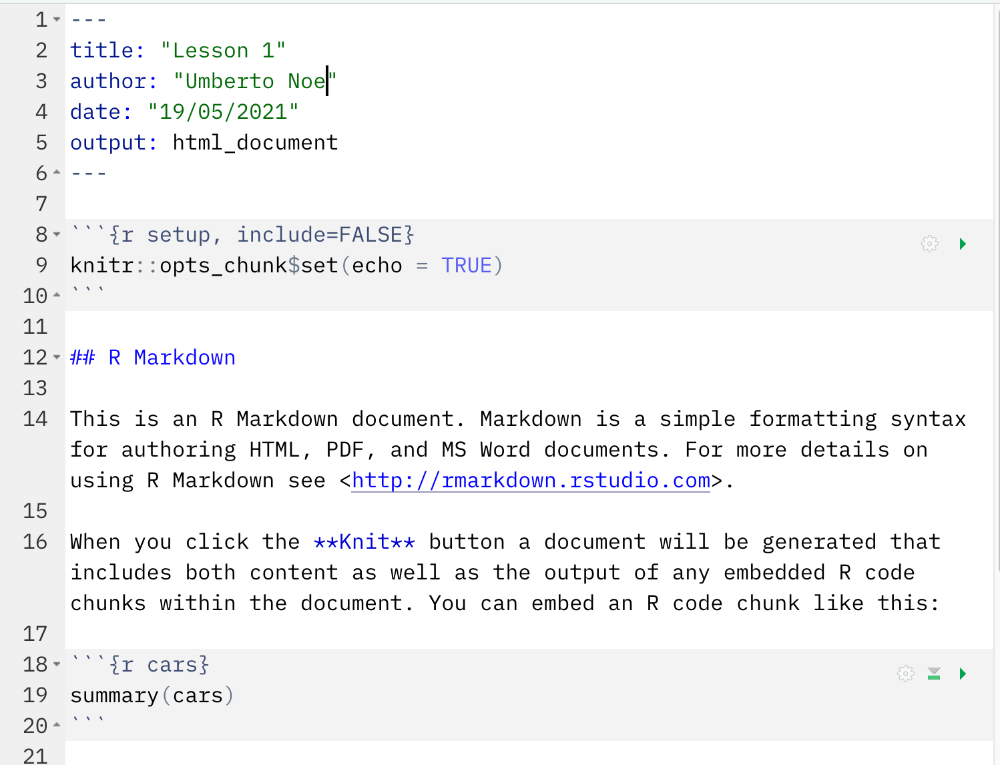 1 ---
2 title: "Lesson 1"
3 author: "Umberto Noe"
4 date: "19/05/2021"
5 output: html_document
6 ---
7
8 ```{r setup, include=FALSE}
9 knitr::opts_chunk$set(echo = TRUE)
10 ```
11
12 ## R Markdown
13
14 This is an R Markdown document. Markdown is a simple formatting syntax
for authoring HTML, PDF, and MS Word documents. For more details on
using R Markdown see <http://rmarkdown.rstudio.com>.
15
16 When you click the **Knit** button a document will be generated that
includes both content as well as the output of any embedded R code
chunks within the document. You can embed an R code chunk like this:
17
18 ```{r cars}
19 summary(cars)
20 ```
21